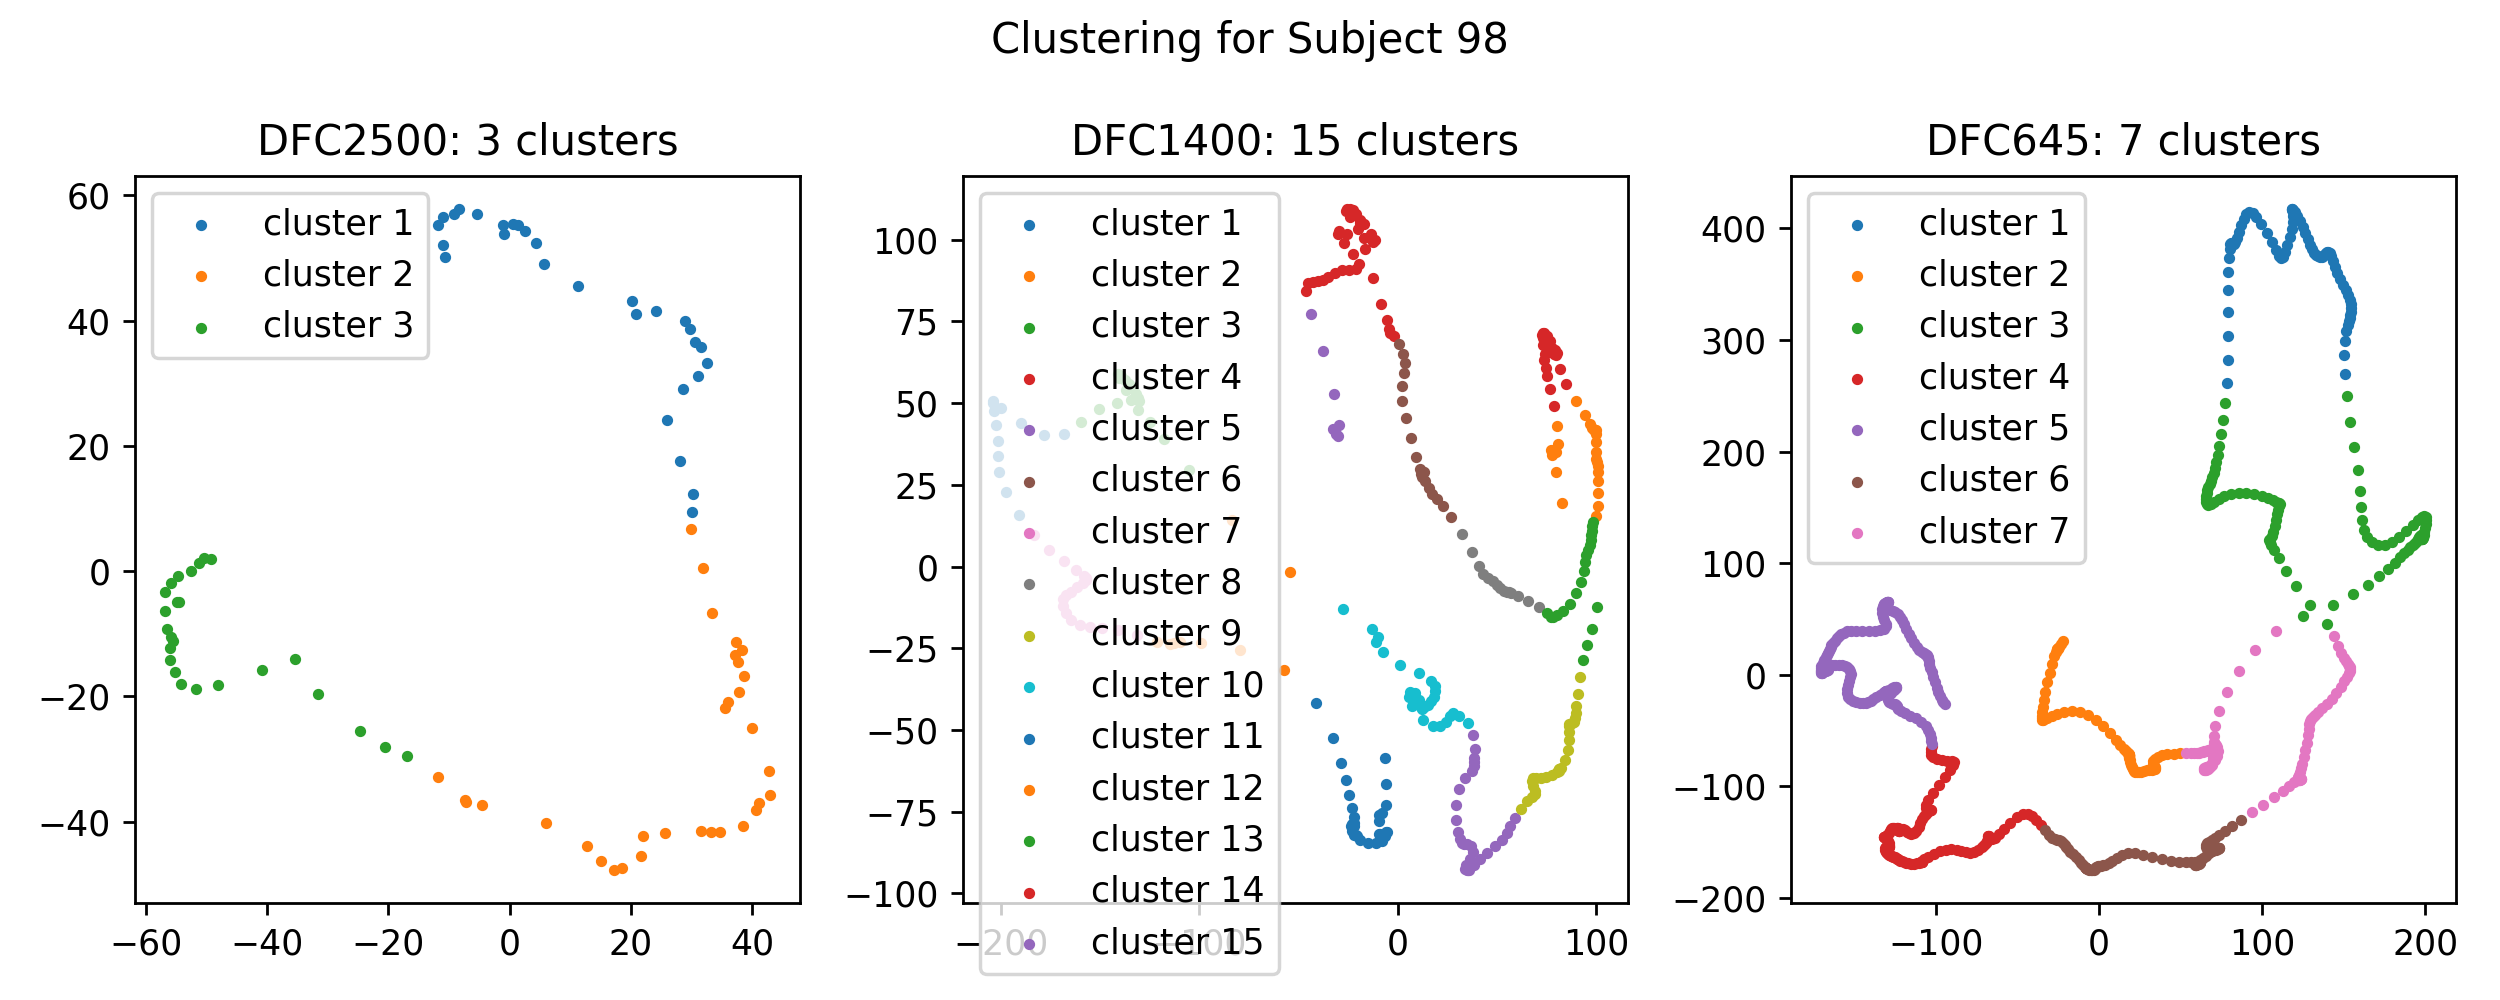 Clustering for Subject 98
DFC2500: 3 clusters
cluster 1
cluster 2
cluster 3
60
40
20
0
−20
−40
−60
−40
−20
0
20
40
DFC1400: 15 clusters
cluster 1
cluster 2
cluster 3
cluster 4
cluster 5
cluster 6
cluster 7
cluster 8
cluster 9
cluster 10
cluster 11
cluster 12
cluster 13
cluster 14
cluster 15
100
75
50
25
0
−25
−50
−75
−100
−200
−100
0
100
DFC645: 7 clusters
cluster 1
cluster 2
cluster 3
cluster 4
cluster 5
cluster 6
cluster 7
400
300
200
100
0
−100
−200
−100
0
100
200